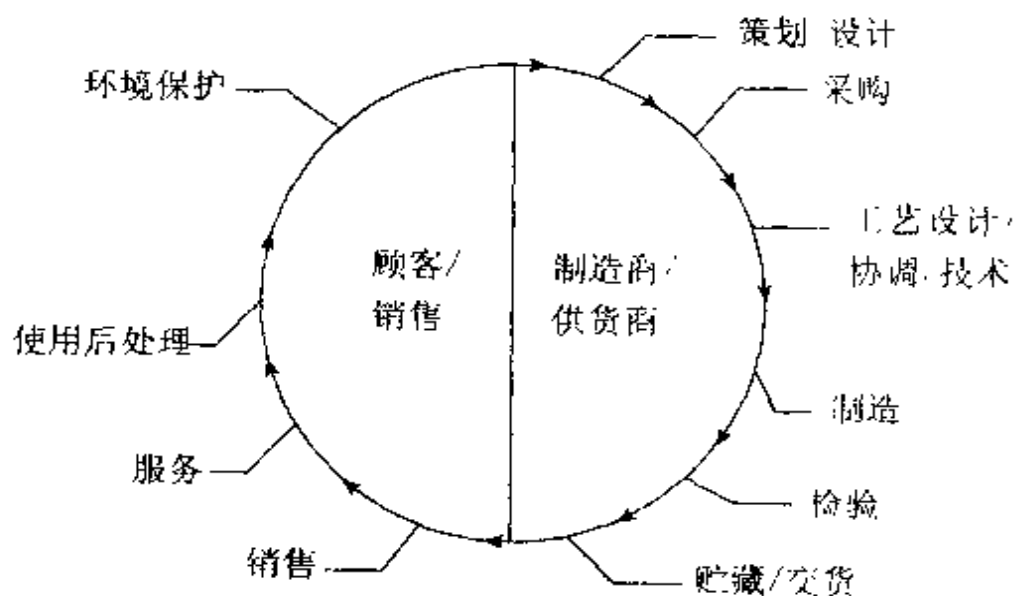 策划 设计
采购
工艺设计/
协调·技术
制造
检验
贮藏/交货
销售
服务
使用后处理
环境保护
顾客/
销售
制造商/
供货商